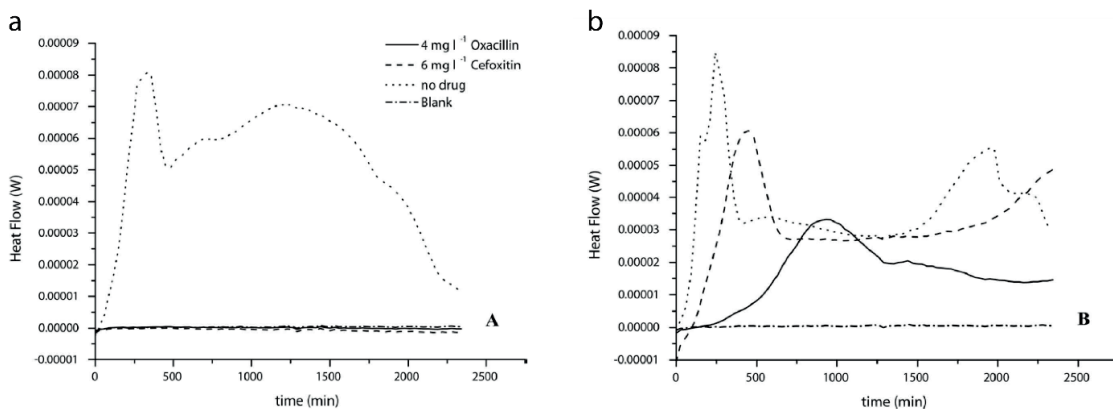 a
0.00009
0.00008
0.00007
0.00006
0.00005
0.00004
0.00003
0.00002
0.00001
0.00000
-0.00001
Heat Flow (W)
0
500
1000
1500
2000
2500
time (min)
4 mg l⁻¹ Oxacillin
6 mg l⁻¹ Cefoxitin
no drug
Blank
A
b
0.00009
0.00008
0.00007
0.00006
0.00005
0.00004
0.00003
0.00002
0.00001
0.00000
-0.00001
Heat Flow (W)
0
500
1000
1500
2000
2500
time (min)
B